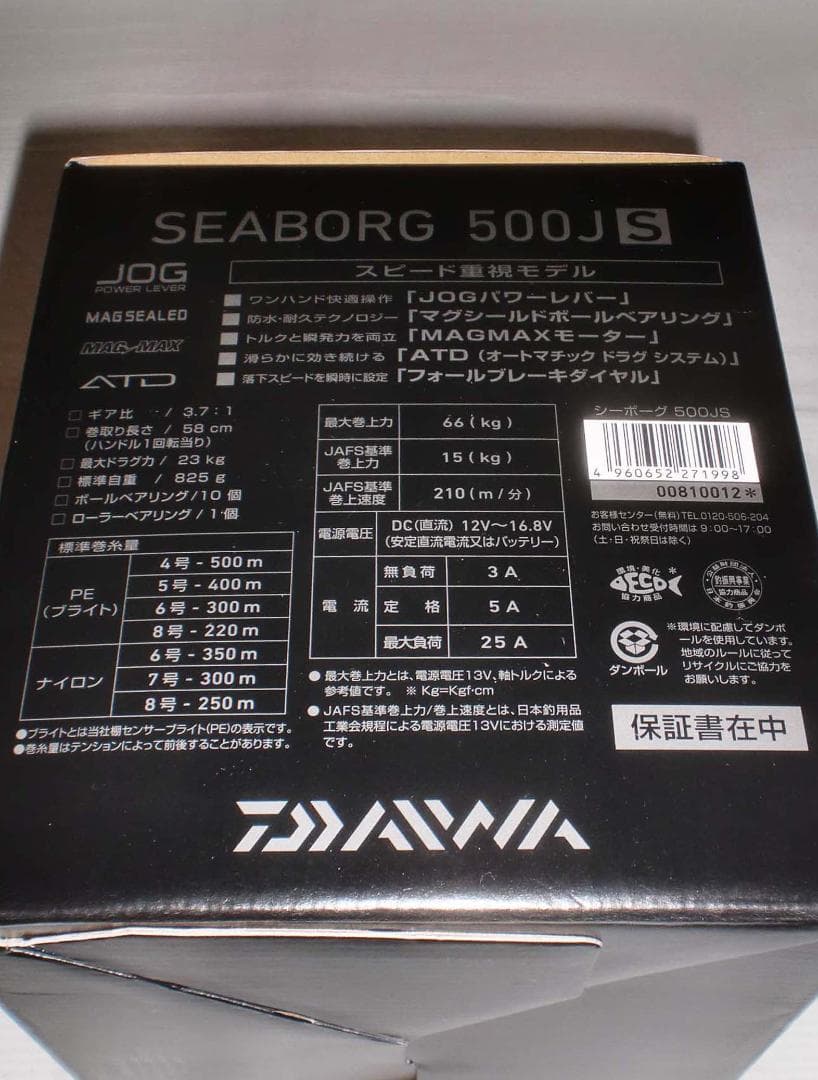 SEABORG 500J S
JOG
POWER LEVER
MAGSEALED
MAG-MAX
ATD
スピード重視モデル
■ ワンハンド快適操作「JOGパワーレバー」
■ 防水・耐久テクノロジー「マグシールドボールベアリング」
■ トルクと瞬発力を両立「MAGMAXモーター」
■ 滑らかに効き続ける「ATD(オートマチック ドラグ システム)」
■ 落下スピードを瞬時に設定「フォールブレーキダイヤル」
□ ギア比 / 3.7:1
□ 巻取り長さ / 58 cm
(ハンドル1回転当り)
□ 最大ドラグ力 / 23 kg
□ 標準自重 / 825 g
□ ボールベアリング/10 個
□ ローラーベアリング / 1 個
標準巻糸量
PE
(ブライト)
4号 - 500 m
5号 - 400 m
6号 - 300 m
8号 - 220 m
ナイロン
6号 - 350 m
7号 - 300 m
8号 - 250 m
●ブライトとは当社棚センサーブライト(PE)の表示です。
●巻糸量はテンションによって前後することがあります。
最大巻上力 66(kg)
JAFS基準
巻上力 15(kg)
JAFS基準
巻上速度 210(m/分)
電源電圧 DC(直流) 12V〜16.8V
(安定直流電流又はバッテリー)
電 流
無負荷 3 A
定 格 5 A
最大負荷 25 A
● 最大巻上力とは、電源電圧13V、軸トルクによる
参考値です。 ※ Kg=Kgf・cm
● JAFS基準巻上力/巻上速度とは、日本釣用品
工業会規程による電源電圧13Vにおける測定値
です。
シーボーグ 500JS
4 960652 271998
00810012*
お客様センター(無料)TEL.0120-506-204
お問い合わせ受付時間は 9:00〜17:00
(土・日・祝祭日は除く)
環境・美化
ECO
協力商品
釣振興事業
協力商品
ダンボール
※環境に配慮してダンボ
ールを使用しています。
地域のルールに従って
リサイクルにご協力を
お願いします。
保証書在中
DAIWA